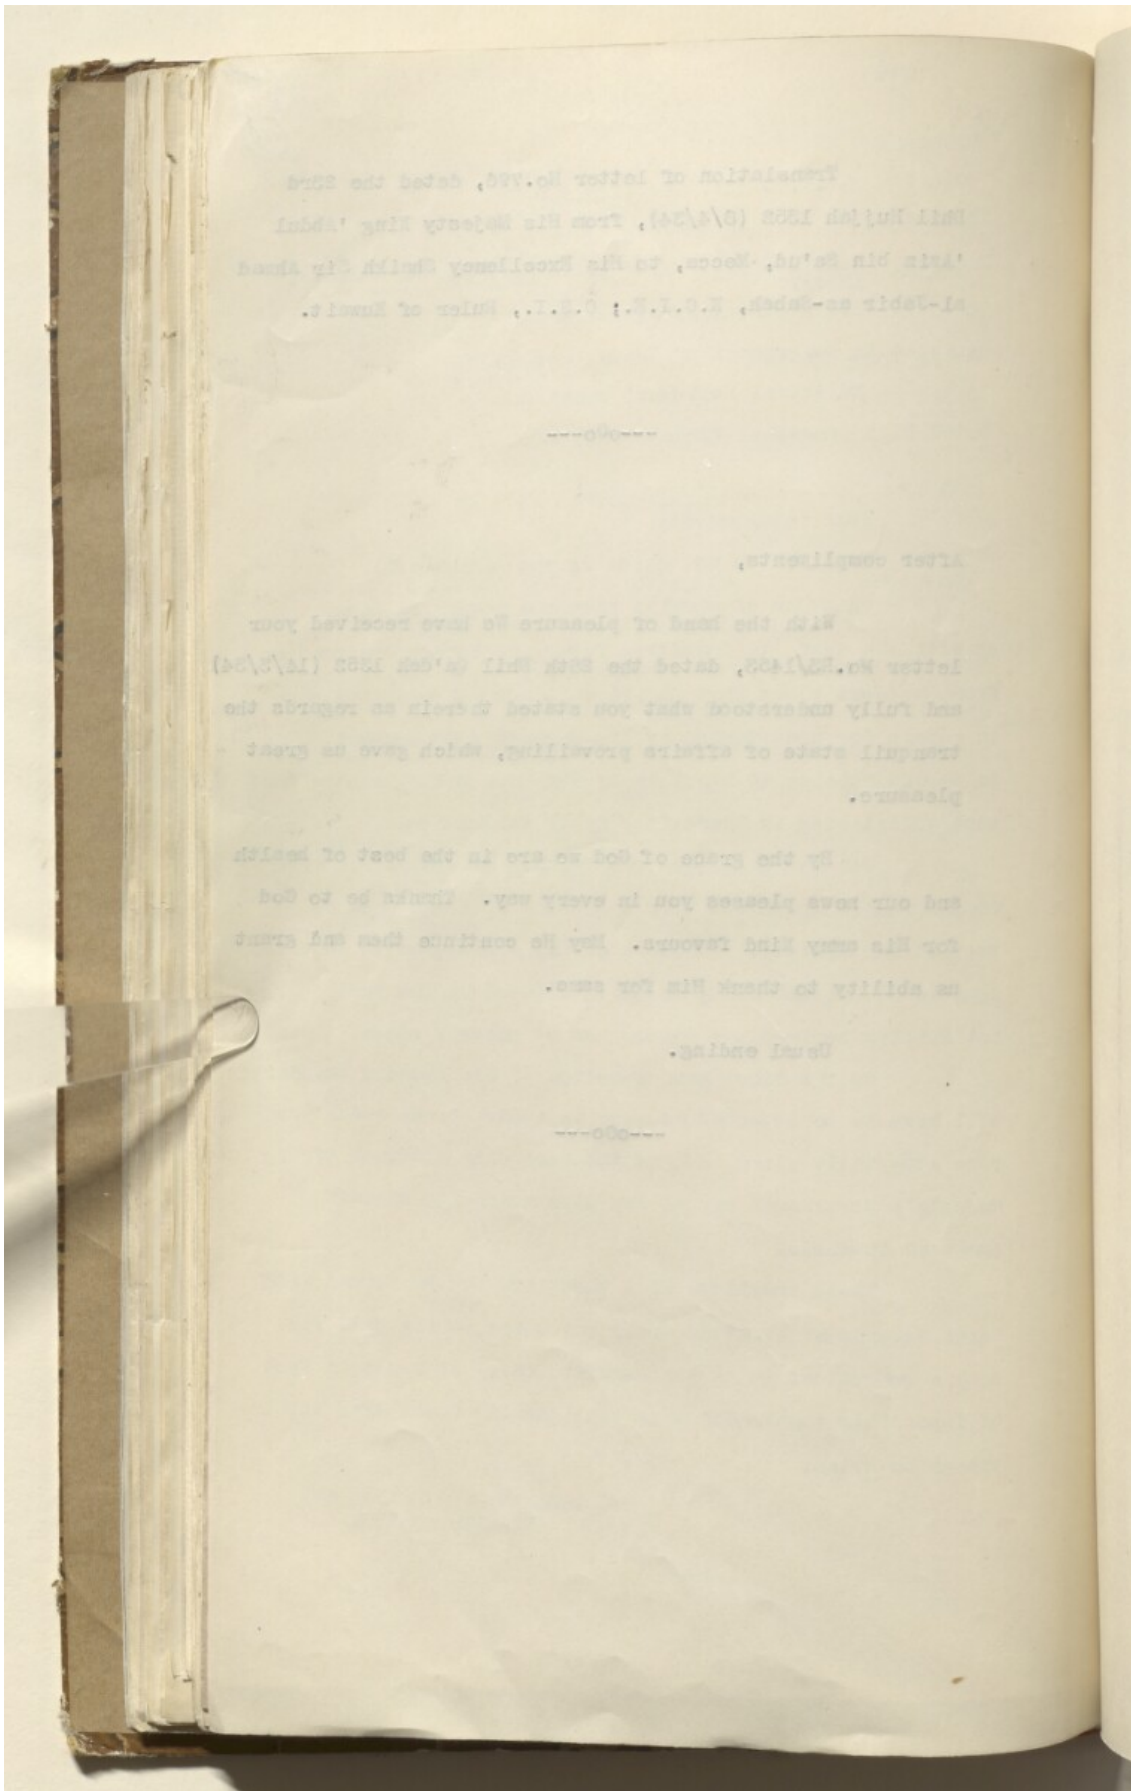 Translation of letter No.796, dated the 23rd
Dhil Hujjah 1352 (8/4/34), from His Majesty King 'Abdul
'Aziz bin Sa'ud, Mecca, to His Excellency Shaikh Sir Ahmad
al-Jabir as-Subah, K.C.I.E.; C.S.I., Ruler of Kuwait.
---oOo---
After compliments,
With the hand of pleasure We have received your
letter No.R3/1453, dated the 28th Dhil Qa'dah 1352 (14/3/34)
and fully understood what you stated therein as regards the
tranquil state of affairs prevailing, which gave us great
pleasure.
By the grace of God we are in the best of health
and our news pleases you in every way. Thanks be to God
for His many Kind favours. May He continue them and grant
us ability to thank Him for same.
Usual ending.
---oOo---